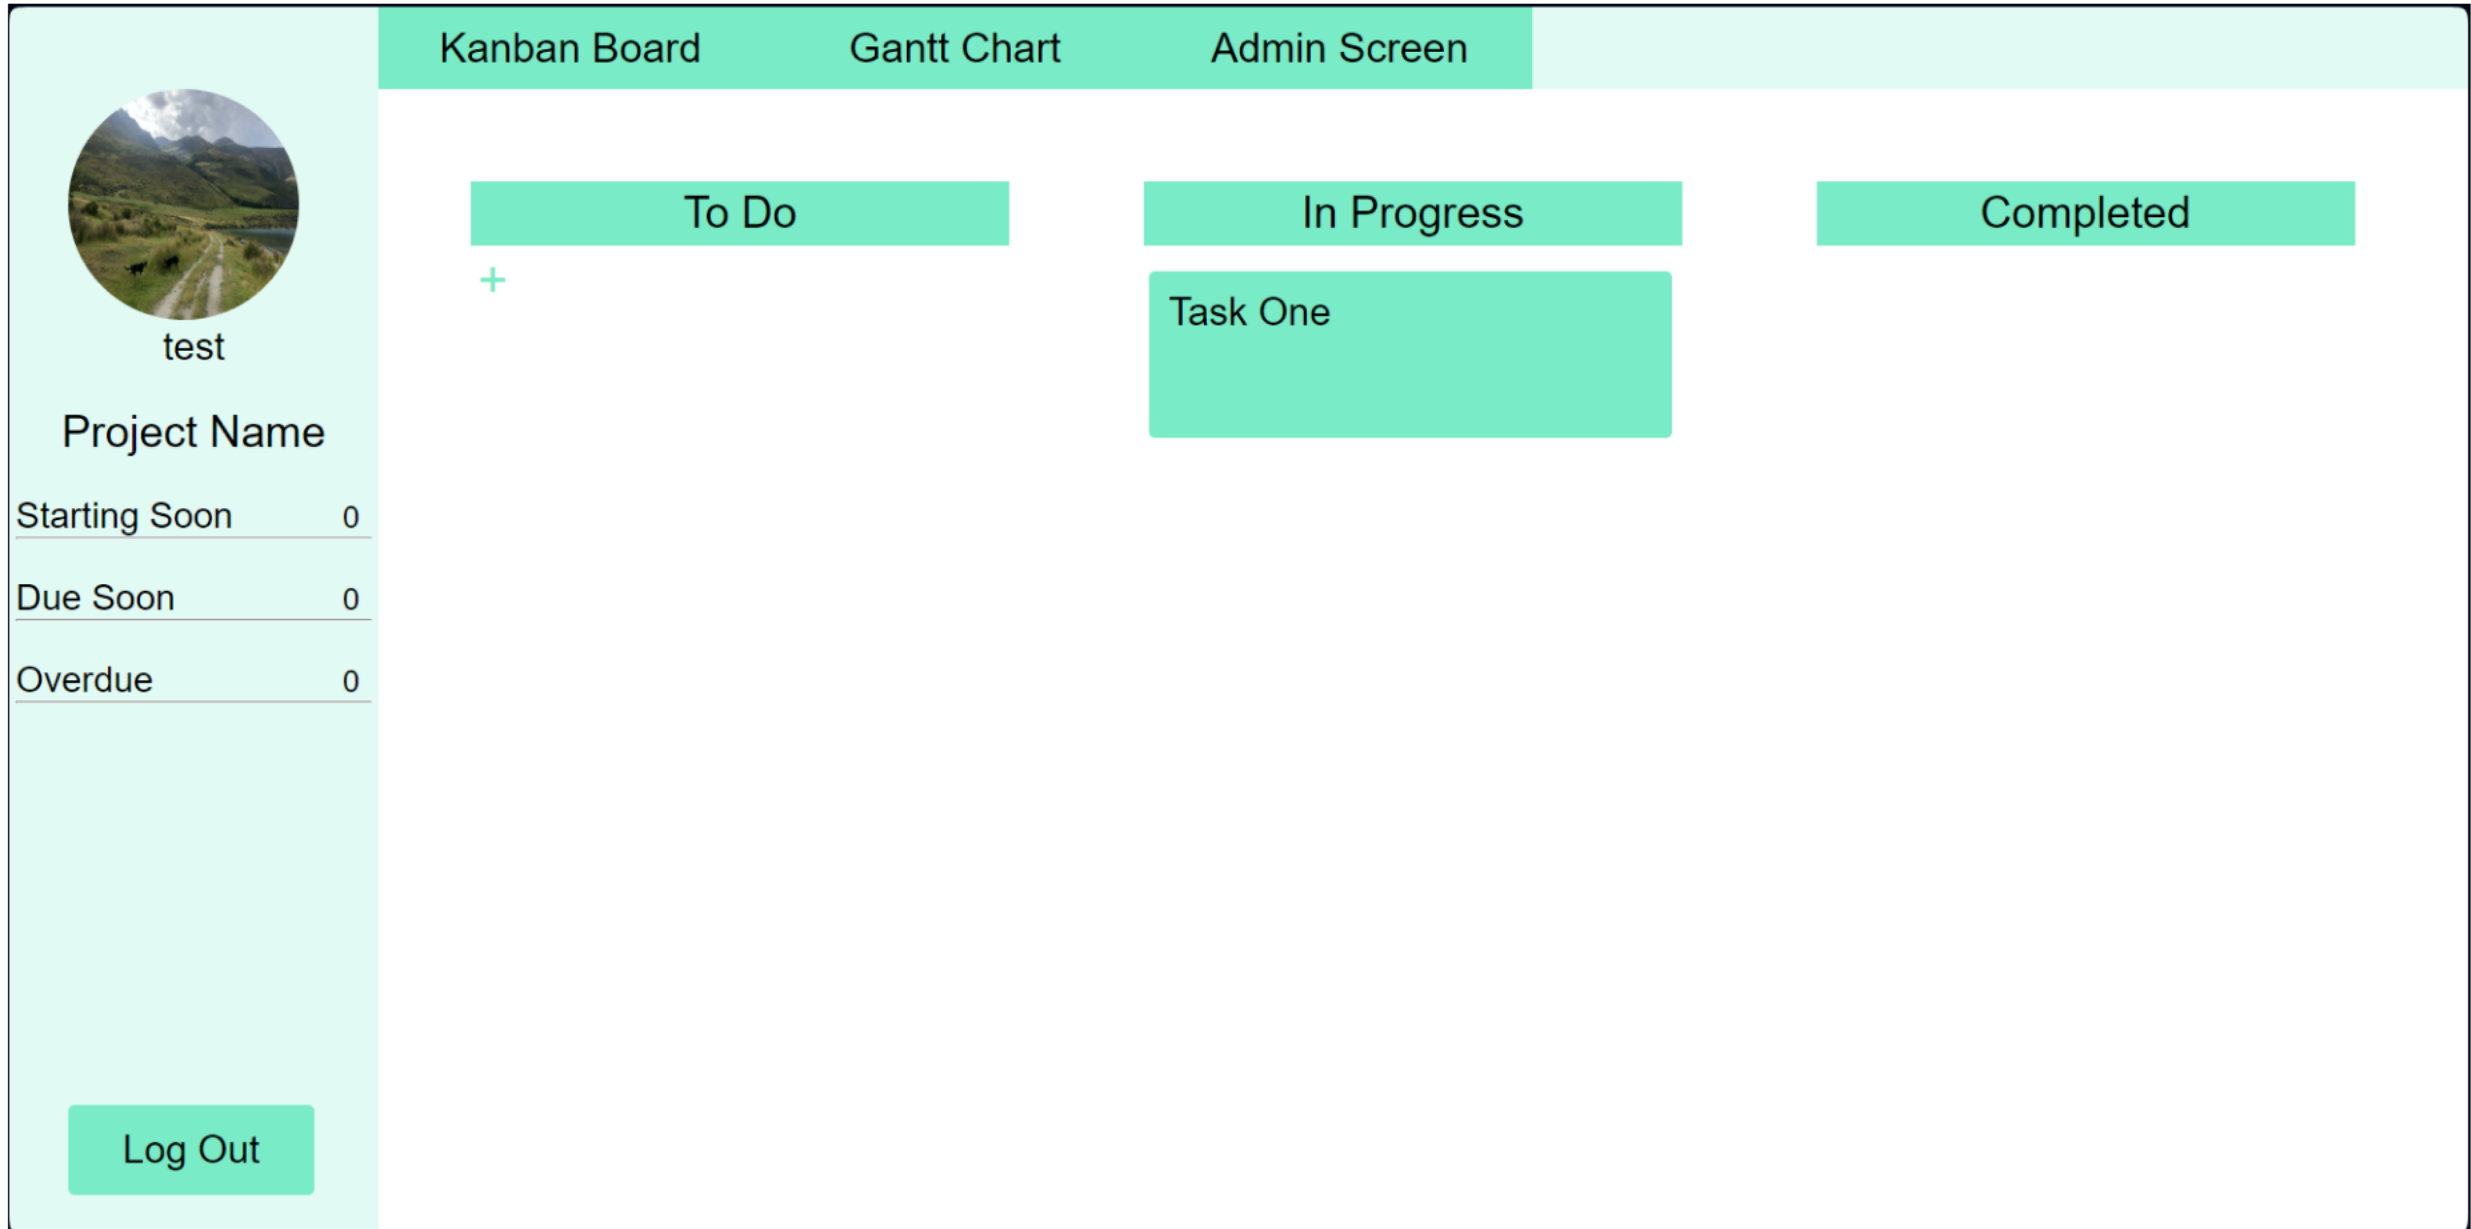 Kanban Board
Gantt Chart
Admin Screen
test
Project Name
Starting Soon 0
Due Soon 0
Overdue 0
Log Out
To Do
+
In Progress
Task One
Completed